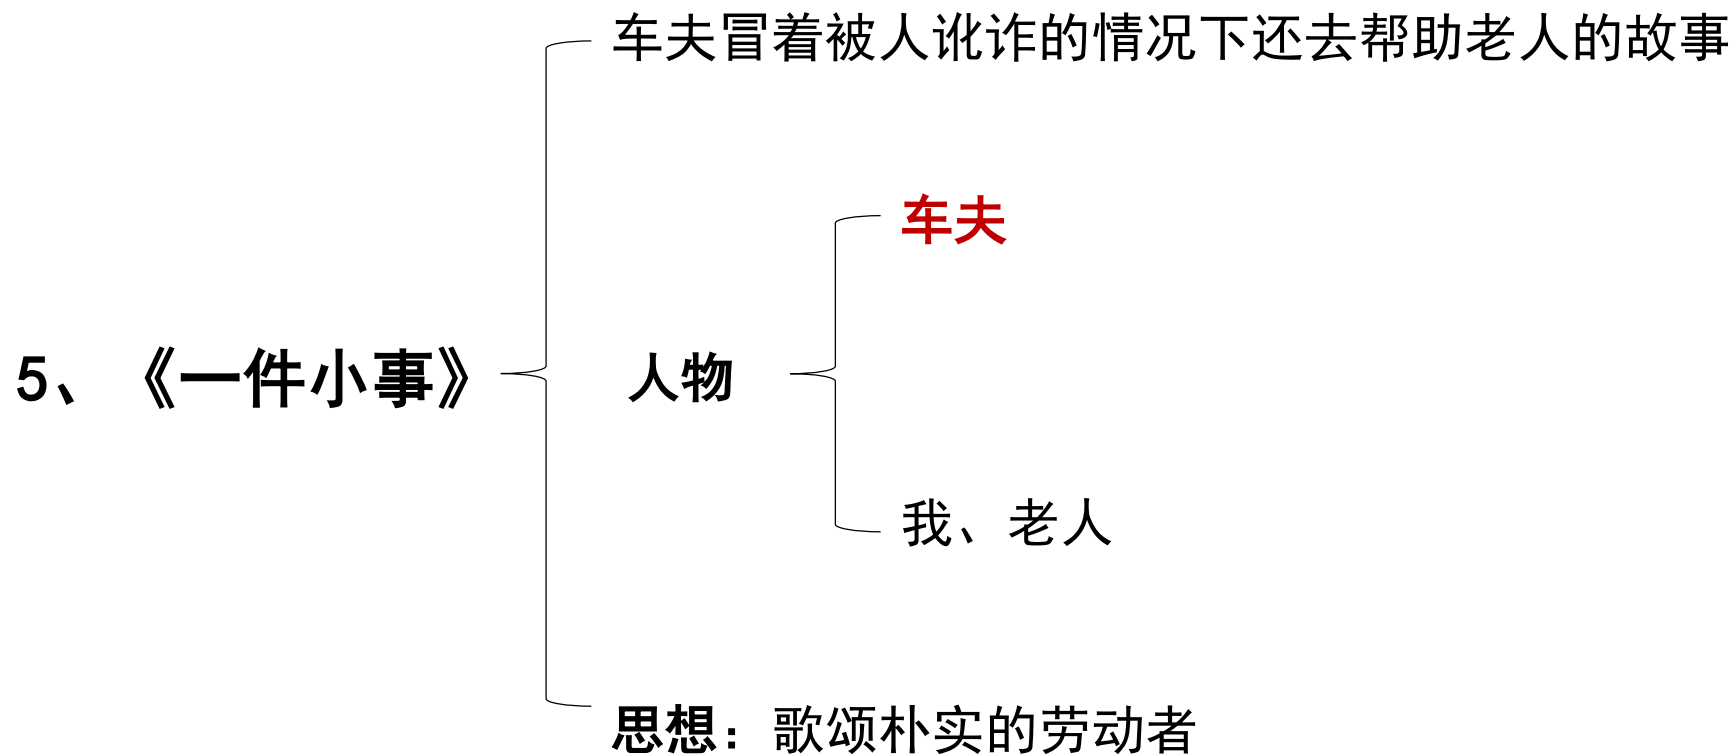 车夫冒着被人讹诈的情况下还去帮助老人的故事
车夫
5、《一件小事》
人物
我、老人
思想：歌颂朴实的劳动者